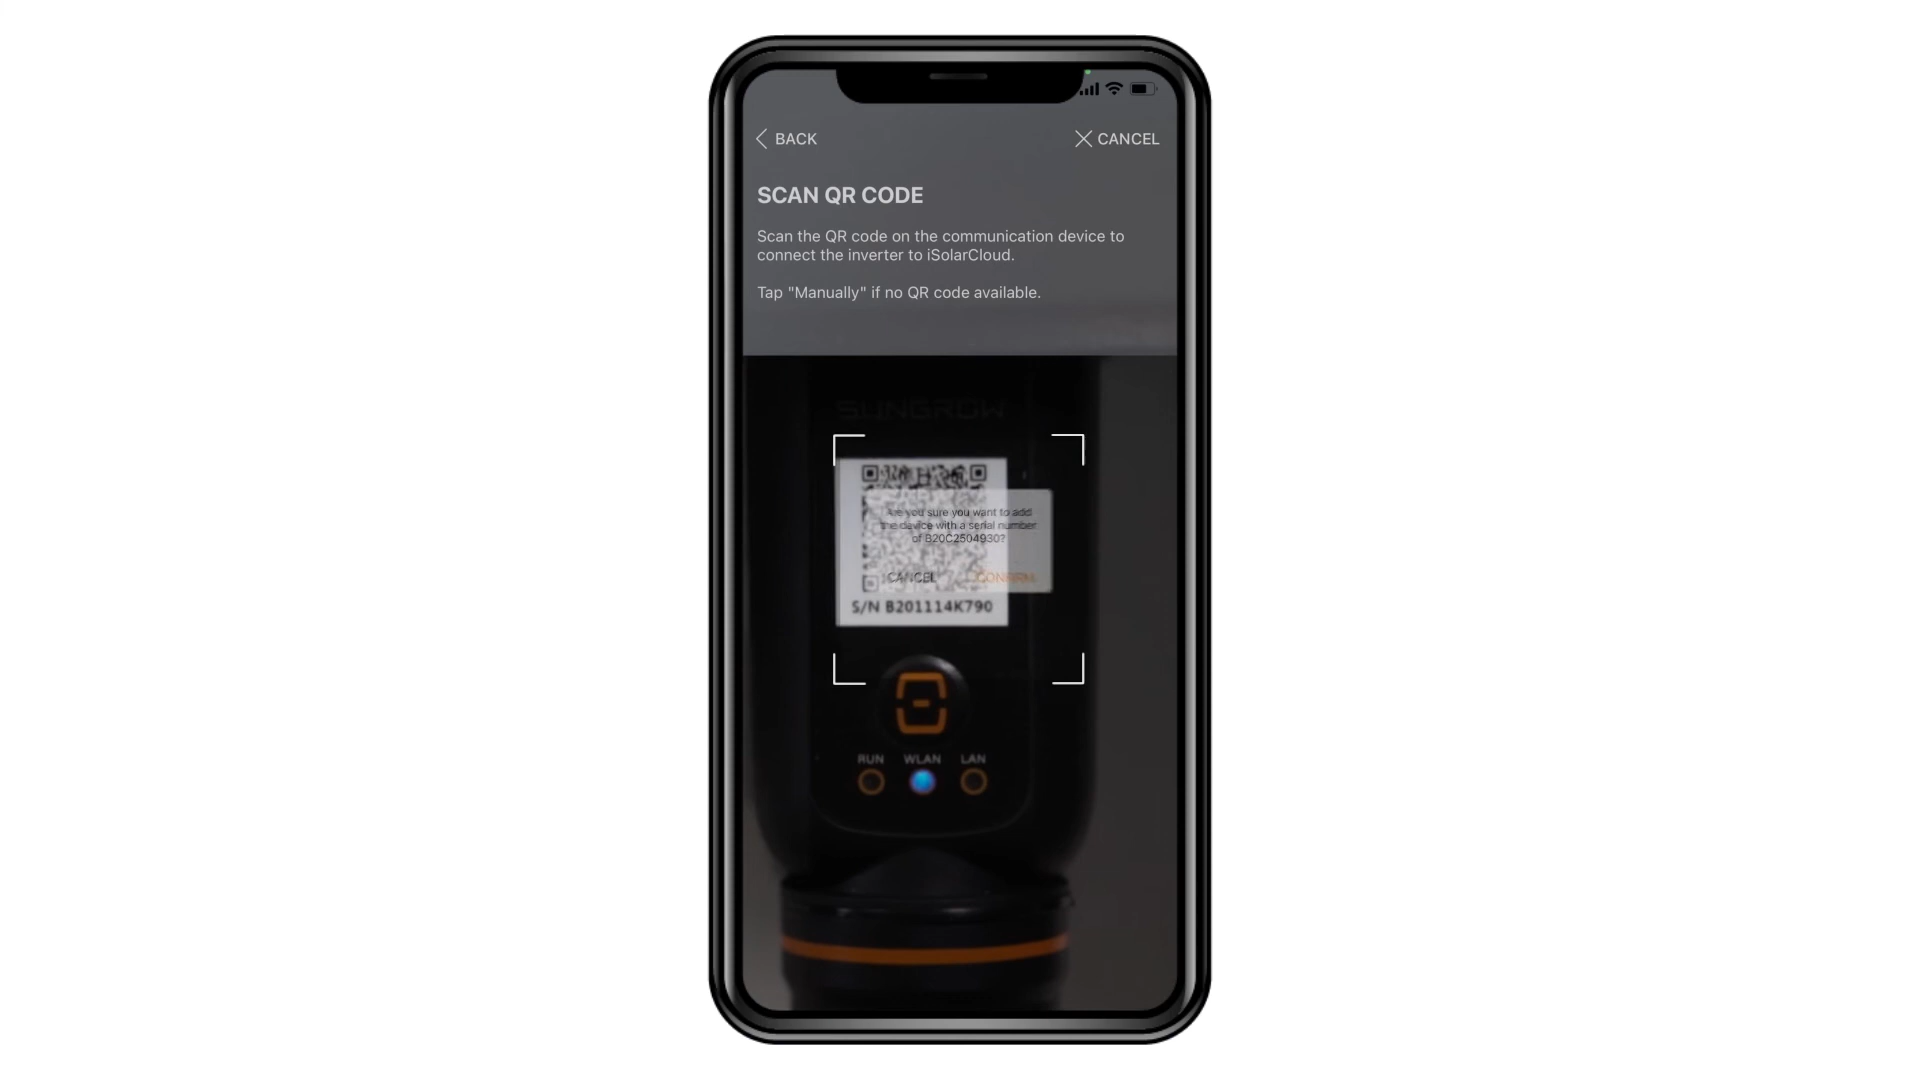 BACK
CANCEL
SCAN QR CODE
Scan the QR code on the communication device to
connect the inverter to iSolarCloud.
Tap "Manually" if no QR code available.
SUNGROW
Are you sure you want to add
the device with a serial number
of B20C2504930?
CANCEL
CONFIRM
S/N B201114K790
RUN WLAN LAN